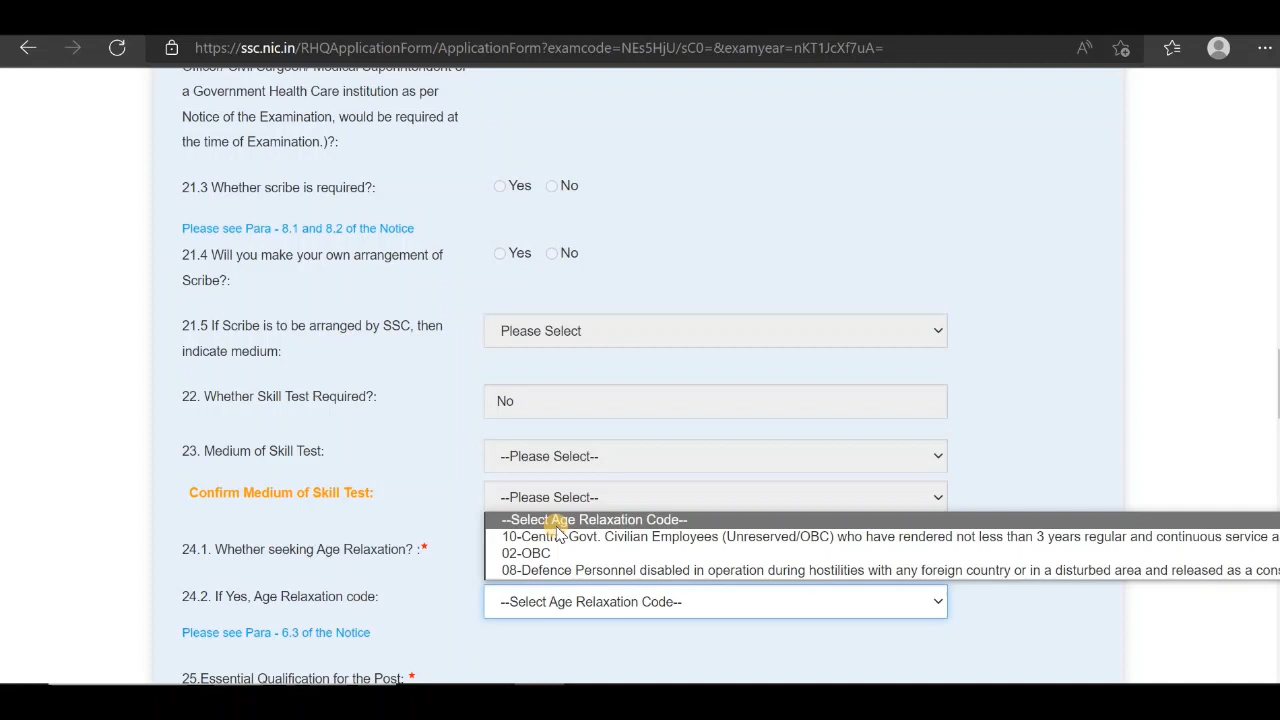 https://ssc.nic.in/RHQApplicationForm/ApplicationForm?examcode=NEs5HjU/sC0=&examyear=nKT1JcXf7uA=
Officer/ Civil Surgeon/ Medical Superintendent of
a Government Health Care institution as per
Notice of the Examination, would be required at
the time of Examination.)?:
21.3 Whether scribe is required?: Yes No
Please see Para - 8.1 and 8.2 of the Notice
21.4 Will you make your own arrangement of Yes No
Scribe?:
21.5 If Scribe is to be arranged by SSC, then Please Select
indicate medium:
22. Whether Skill Test Required?: No
23. Medium of Skill Test: --Please Select--
Confirm Medium of Skill Test: --Please Select--
--Select Age Relaxation Code--
10-Central Govt. Civilian Employees (Unreserved/OBC) who have rendered not less than 3 years regular and continuous service a
24.1. Whether seeking Age Relaxation? :*
02-OBC
08-Defence Personnel disabled in operation during hostilities with any foreign country or in a disturbed area and released as a con
24.2. If Yes, Age Relaxation code: --Select Age Relaxation Code--
Please see Para - 6.3 of the Notice
25.Essential Qualification for the Post: *